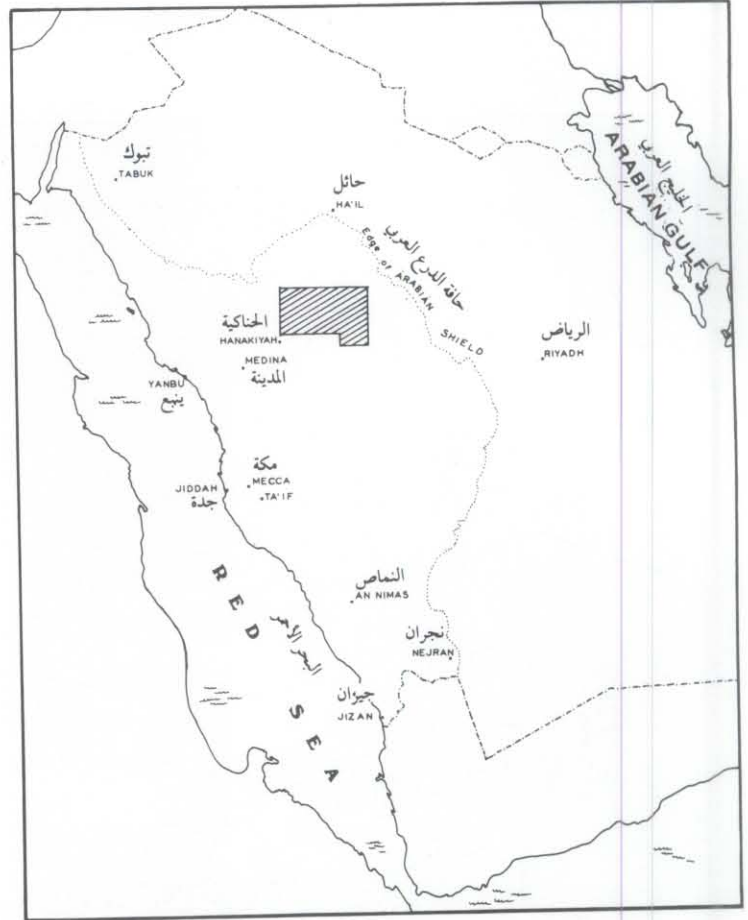 تبوك
TABUK
حائل
HA'IL
الخليج العربي
ARABIAN GULF
حافة الدرع العربي
Edge of ARABIAN SHIELD
الحناكية
HANAKIYAH
MEDINA
المدينة
الرياض
RIYADH
YANBU
ينبع
مكة
MECCA
JIDDAH
جدة
TA'IF
النماص
AN NIMAS
نجران
NEJRAN
RED SEA
البحر الأحمر
جيزان
JIZAN